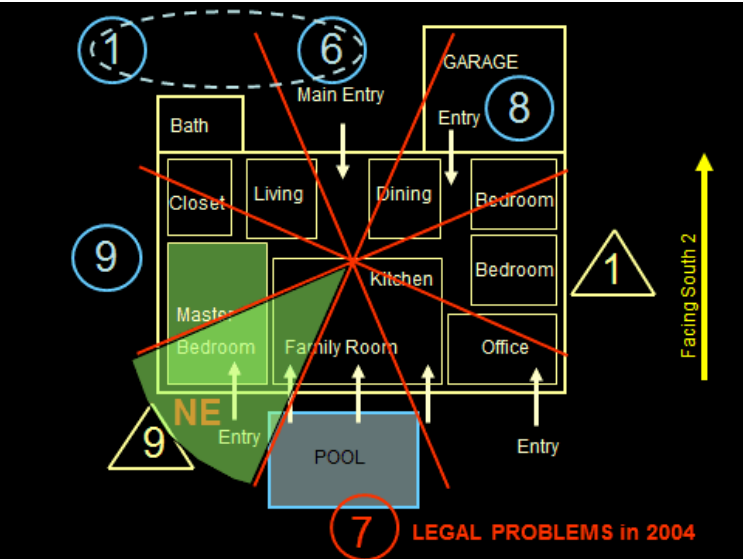 1
6
GARAGE
Main Entry
Entry
8
Bath
Closet
Living
Dining
Bedroom
9
Kitchen
Bedroom
1
Facing South 2
Master
Bedroom
Family Room
Office
NE
9
Entry
Entry
POOL
7
LEGAL PROBLEMS in 2004